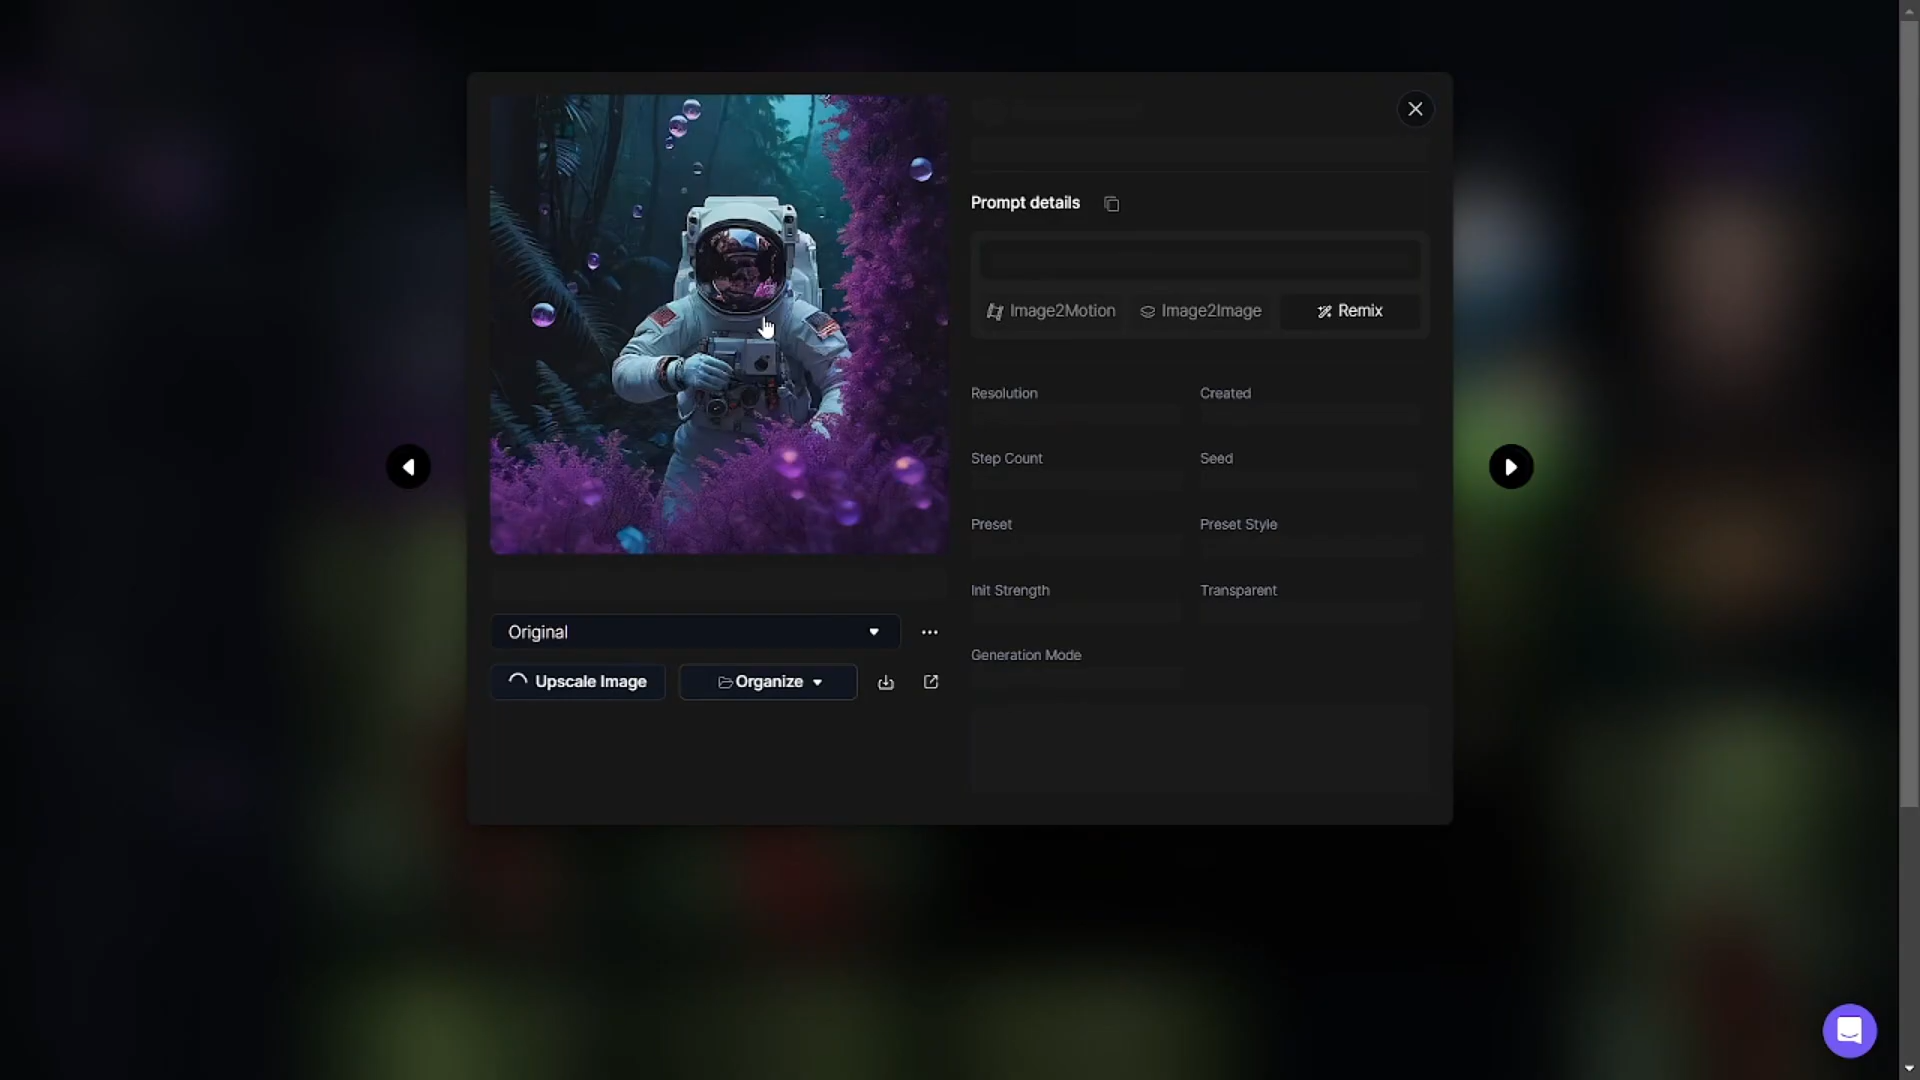 Prompt details
Image2Motion
Image2Image
Remix
Resolution
Created
Step Count
Seed
Preset
Preset Style
Init Strength
Transparent
Generation Mode
Original
Upscale Image
Organize